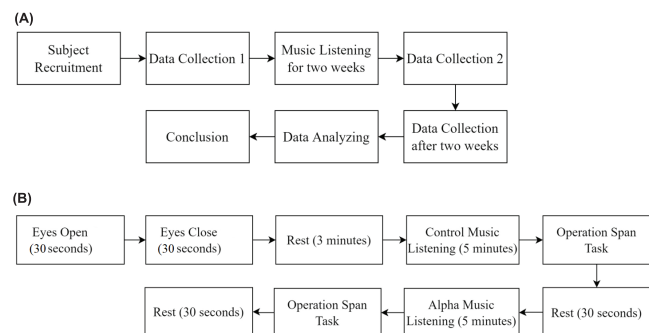 (A)
Subject
Recruitment
Data Collection 1
Music Listening
for two weeks
Data Collection 2
Conclusion
Data Analyzing
Data Collection
after two weeks
(B)
Eyes Open
(30 seconds)
Eyes Close
(30 seconds)
Rest (3 minutes)
Control Music
Listening (5 minutes)
Operation Span
Task
Rest (30 seconds)
Operation Span
Task
Alpha Music
Listening (5 minutes)
Rest (30 seconds)